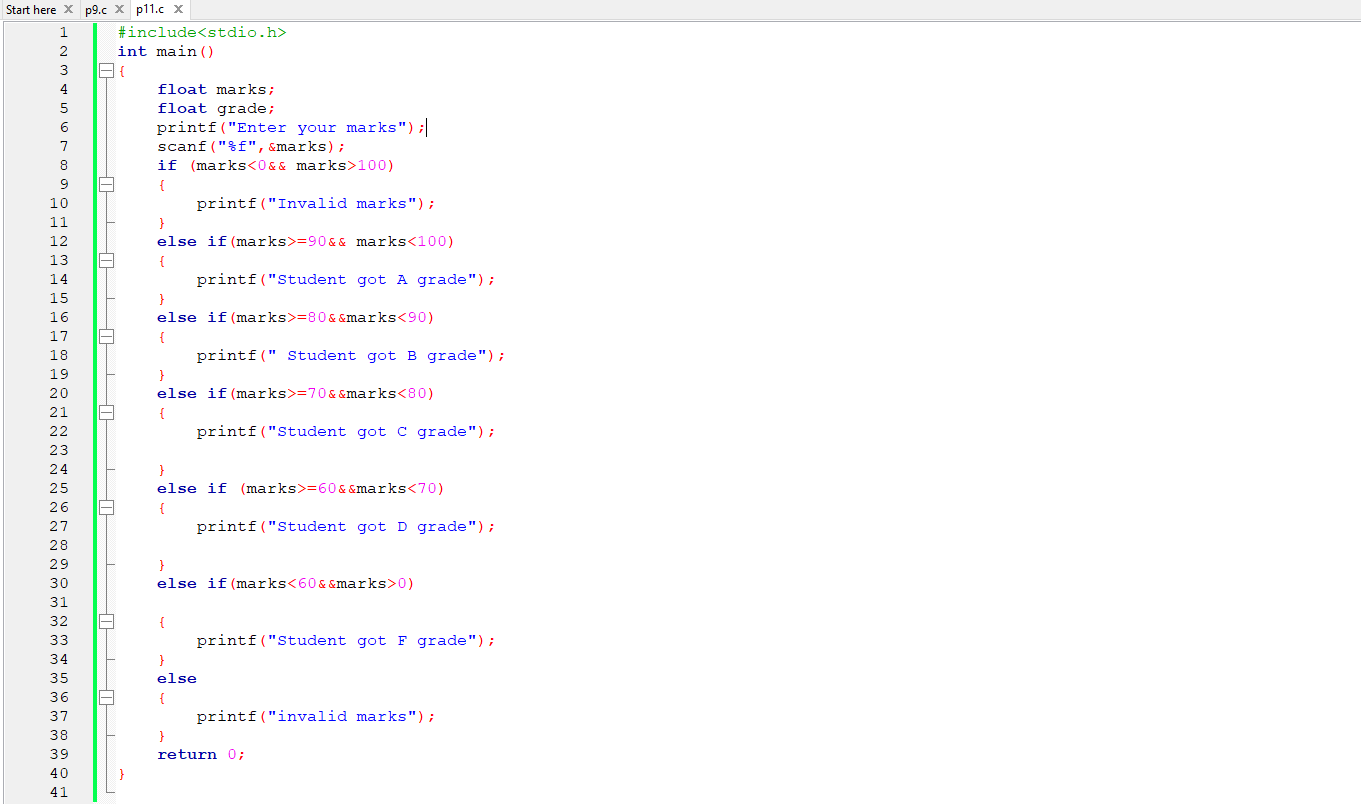 Start here × p9.c × p11.c ×
1 #include<stdio.h>
2 int main()
3 {
4 float marks;
5 float grade;
6 printf("Enter your marks");
7 scanf("%f",&marks);
8 if (marks<0&& marks>100)
9 {
10 printf("Invalid marks");
11 }
12 else if(marks>=90&& marks<100)
13 {
14 printf("Student got A grade");
15 }
16 else if(marks>=80&&marks<90)
17 {
18 printf(" Student got B grade");
19 }
20 else if(marks>=70&&marks<80)
21 {
22 printf("Student got C grade");
23
24 }
25 else if (marks>=60&&marks<70)
26 {
27 printf("Student got D grade");
28
29 }
30 else if(marks<60&&marks>0)
31
32 {
33 printf("Student got F grade");
34 }
35 else
36 {
37 printf("invalid marks");
38 }
39 return 0;
40 }
41